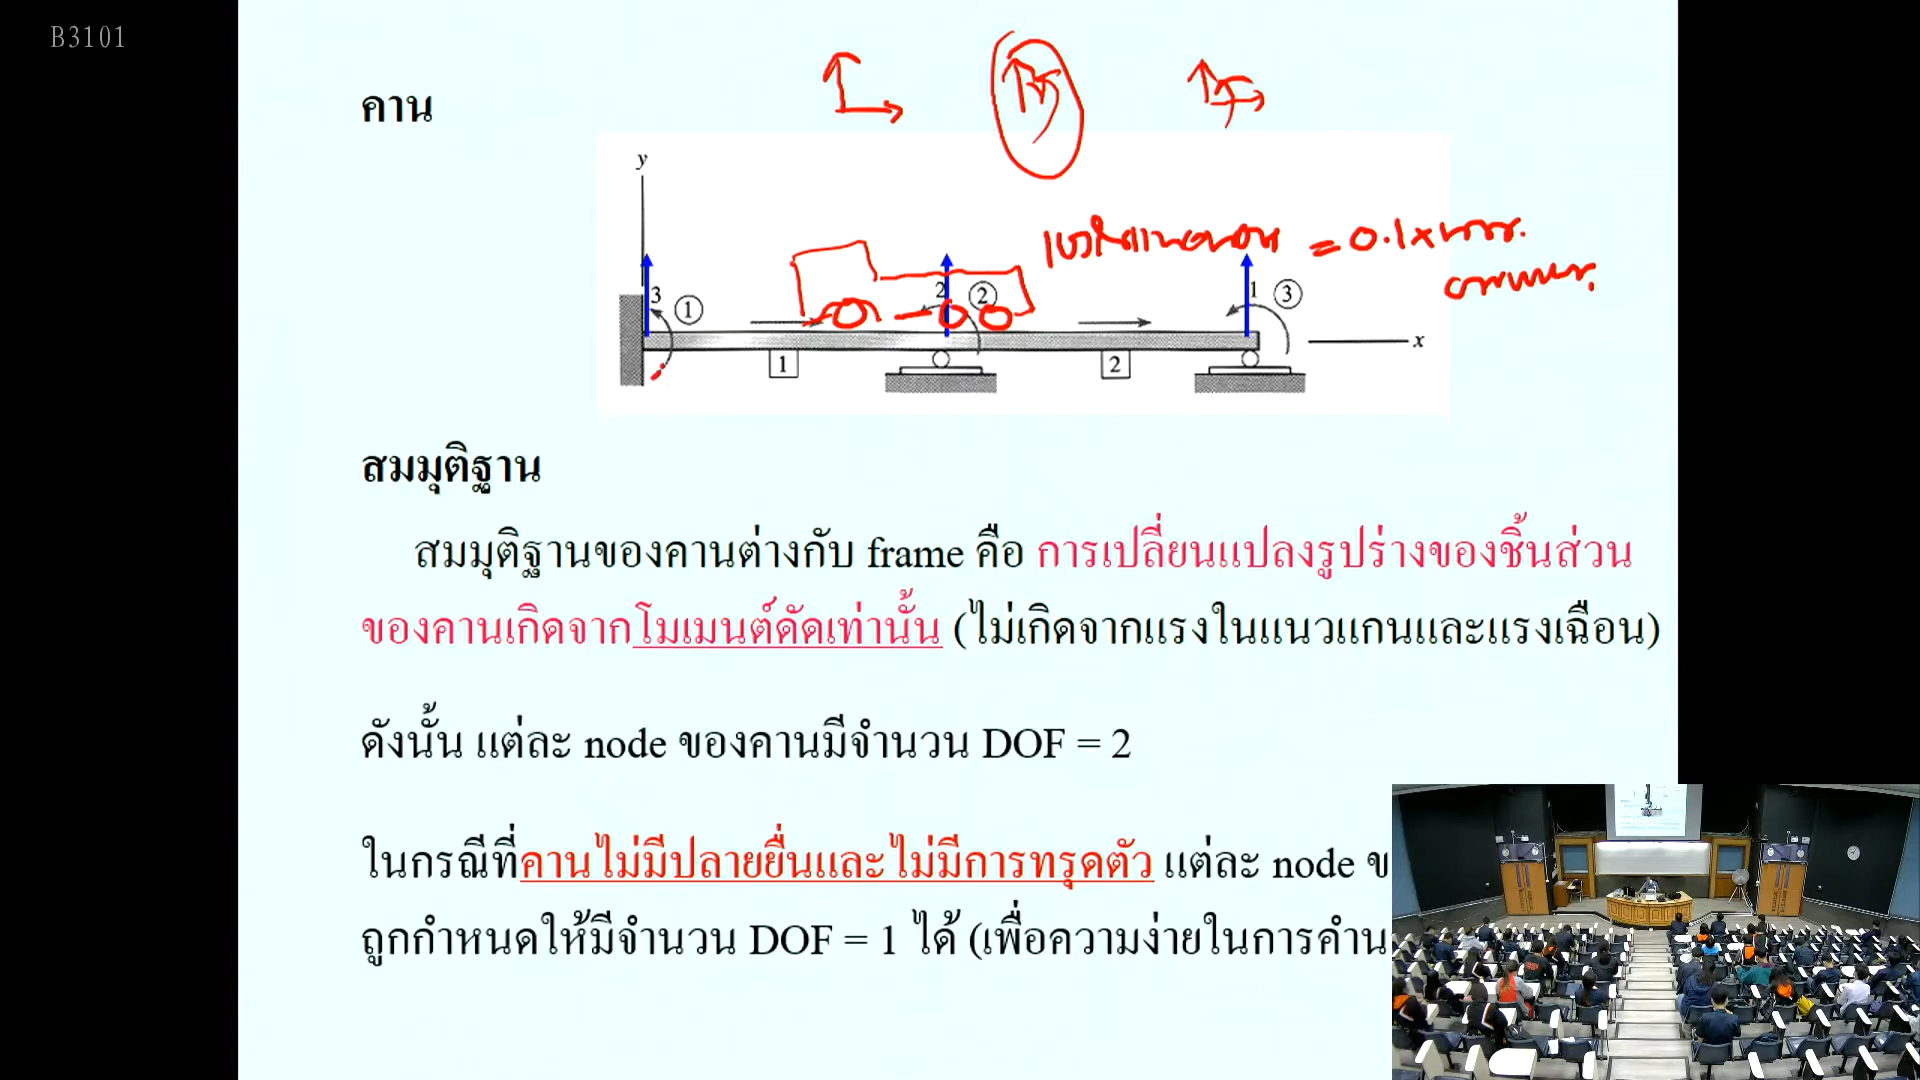 B3101
คาน
y
= 0.1x
3 1 2 2 1 3
x
1 2
สมมุติฐาน
สมมุติฐานของคานต่างกับ frame คือ การเปลี่ยนแปลงรูปร่างของชิ้นส่วน
ของคานเกิดจากโมเมนต์ดัดเท่านั้น (ไม่เกิดจากแรงในแนวแกนและแรงเฉือน)
ดังนั้น แต่ละ node ของคานมีจำนวน DOF = 2
ในกรณีที่คานไม่มีปลายยื่นและไม่มีการทรุดตัว แต่ละ node ข
ถูกกำหนดให้มีจำนวน DOF = 1 ได้ (เพื่อความง่ายในการคำน